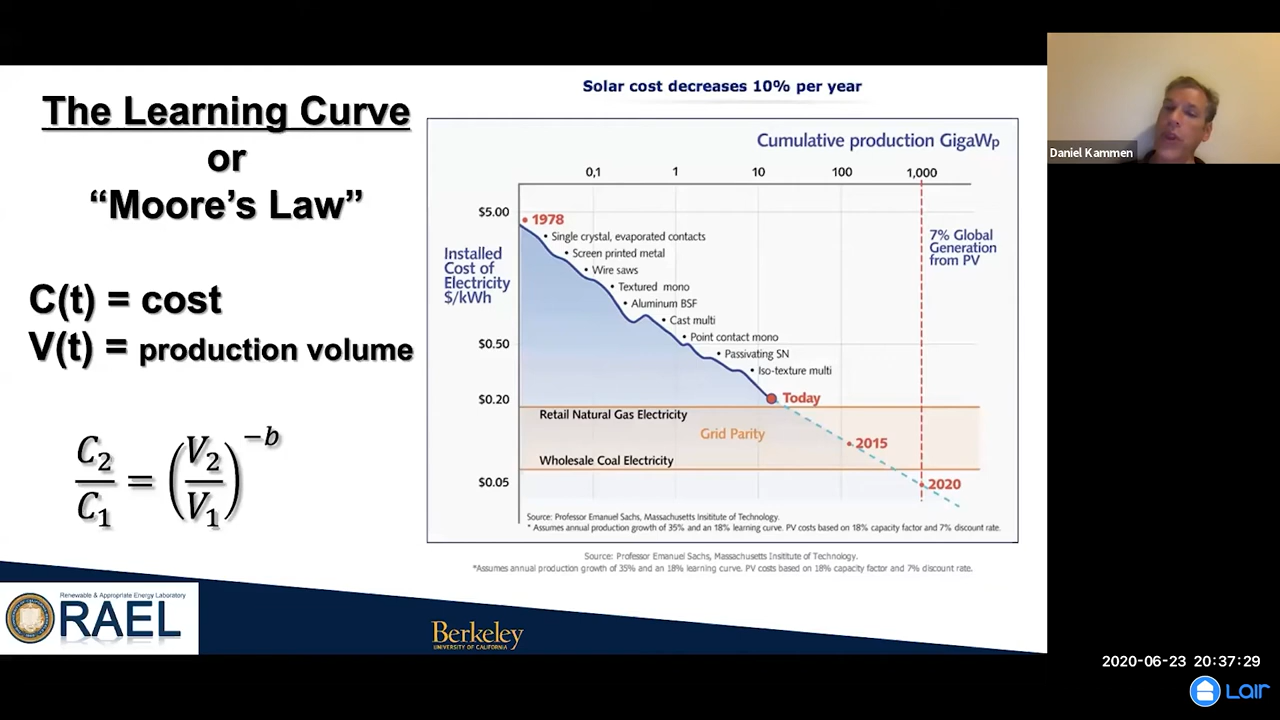 The Learning Curve
or
“Moore’s Law”
C(t) = cost
V(t) = production volume
C₂/C₁ = (V₂/V₁)^−b
Solar cost decreases 10% per year
Cumulative production GigaWp
0,1 1 10 100 1,000
$5.00
$0.50
$0.20
$0.05
Installed
Cost of
Electricity
$/kWh
1978
• Single crystal, evaporated contacts
• Screen printed metal
• Wire saws
• Textured mono
• Aluminum BSF
• Cast multi
• Point contact mono
• Passivating SN
• Iso-texture multi
Today
7% Global
Generation
from PV
Retail Natural Gas Electricity
Grid Parity
2015
Wholesale Coal Electricity
2020
Source: Professor Emanuel Sachs, Massachusetts Insititute of Technology.
* Assumes annual production growth of 35% and an 18% learning curve. PV costs based on 18% capacity factor and 7% discount rate.
Source: Professor Emanuel Sachs, Massachusetts Insititute of Technology.
*Assumes annual production growth of 35% and an 18% learning curve. PV costs based on 18% capacity factor and 7% discount rate.
Renewable & Appropriate Energy Laboratory
RAEL
Berkeley
UNIVERSITY OF CALIFORNIA
Daniel Kammen
2020-06-23 20:37:29
LAIr